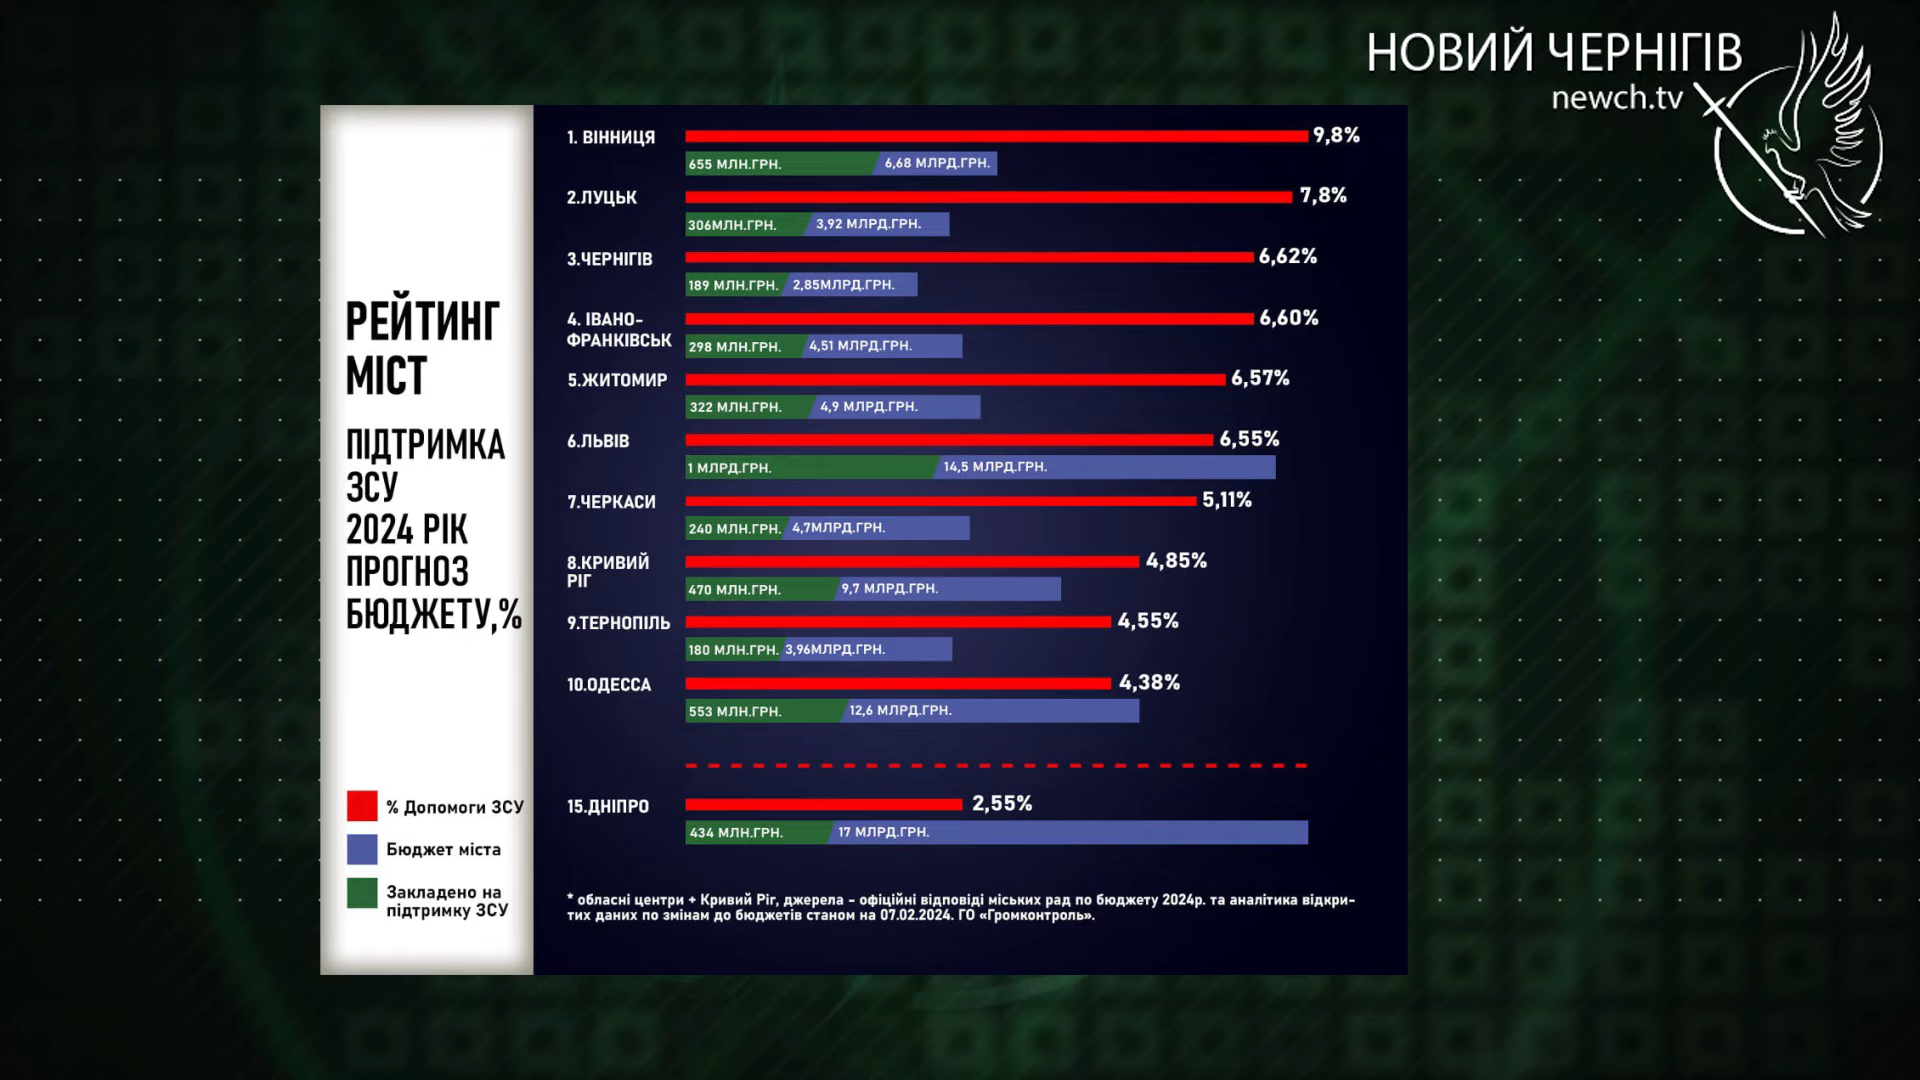 НОВИЙ ЧЕРНІГІВ
newch.tv
РЕЙТИНГ
МІСТ
ПІДТРИМКА
ЗСУ
2024 РІК
ПРОГНОЗ
БЮДЖЕТУ,%
% Допомоги ЗСУ
Бюджет міста
Закладено на
підтримку ЗСУ
1. ВІННИЦЯ 9,8%
655 МЛН.ГРН. 6,68 МЛРД.ГРН.
2.ЛУЦЬК 7,8%
306МЛН.ГРН. 3,92 МЛРД.ГРН.
3.ЧЕРНІГІВ 6,62%
189 МЛН.ГРН. 2,85МЛРД.ГРН.
4. ІВАНО- 6,60%
ФРАНКІВСЬК 298 МЛН.ГРН. 4,51 МЛРД.ГРН.
5.ЖИТОМИР 6,57%
322 МЛН.ГРН. 4,9 МЛРД.ГРН.
6.ЛЬВІВ 6,55%
1 МЛРД.ГРН. 14,5 МЛРД.ГРН.
7.ЧЕРКАСИ 5,11%
240 МЛН.ГРН. 4,7МЛРД.ГРН.
8.КРИВИЙ 4,85%
РІГ 470 МЛН.ГРН. 9,7 МЛРД.ГРН.
9.ТЕРНОПІЛЬ 4,55%
180 МЛН.ГРН. 3,96МЛРД.ГРН.
10.ОДЕССА 4,38%
553 МЛН.ГРН. 12,6 МЛРД.ГРН.
15.ДНІПРО 2,55%
434 МЛН.ГРН. 17 МЛРД.ГРН.
* обласні центри + Кривий Ріг, джерела - офіційні відповіді міських рад по бюджету 2024р. та аналітика відкри-
тих даних по змінам до бюджетів станом на 07.02.2024. ГО «Громконтроль».